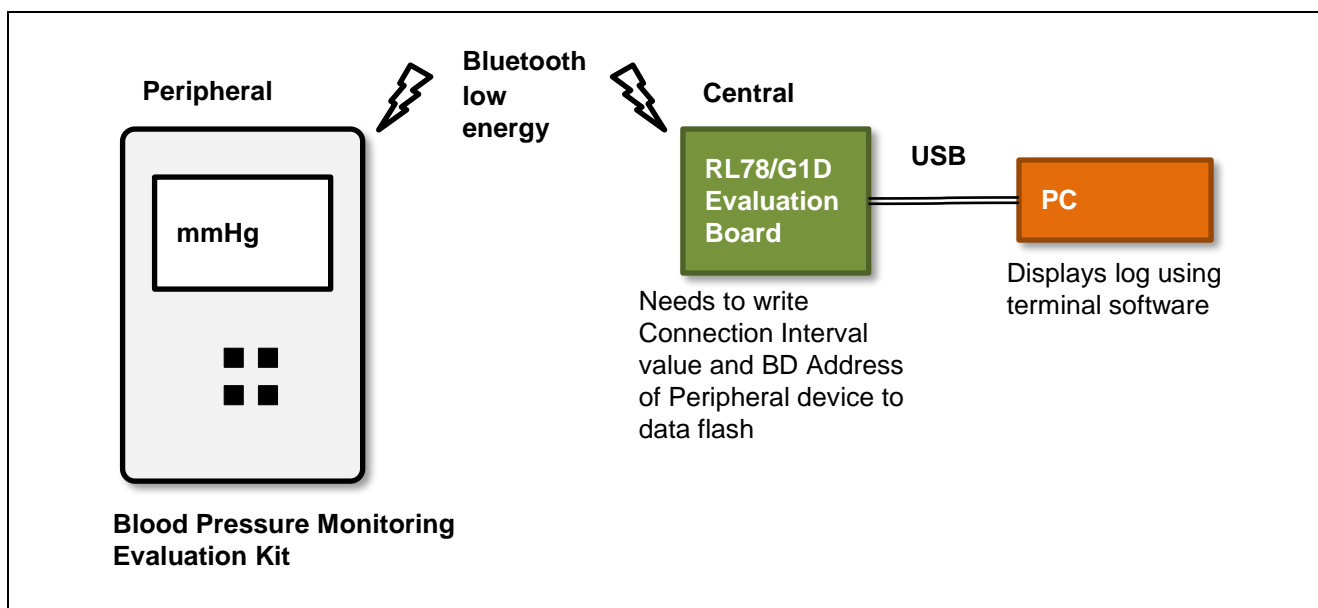 Peripheral
Bluetooth
low
energy
Central
mmHg
RL78/G1D
Evaluation
Board
USB
PC
Needs to write
Connection Interval
value and BD Address
of Peripheral device to
data flash
Displays log using
terminal software
Blood Pressure Monitoring
Evaluation Kit